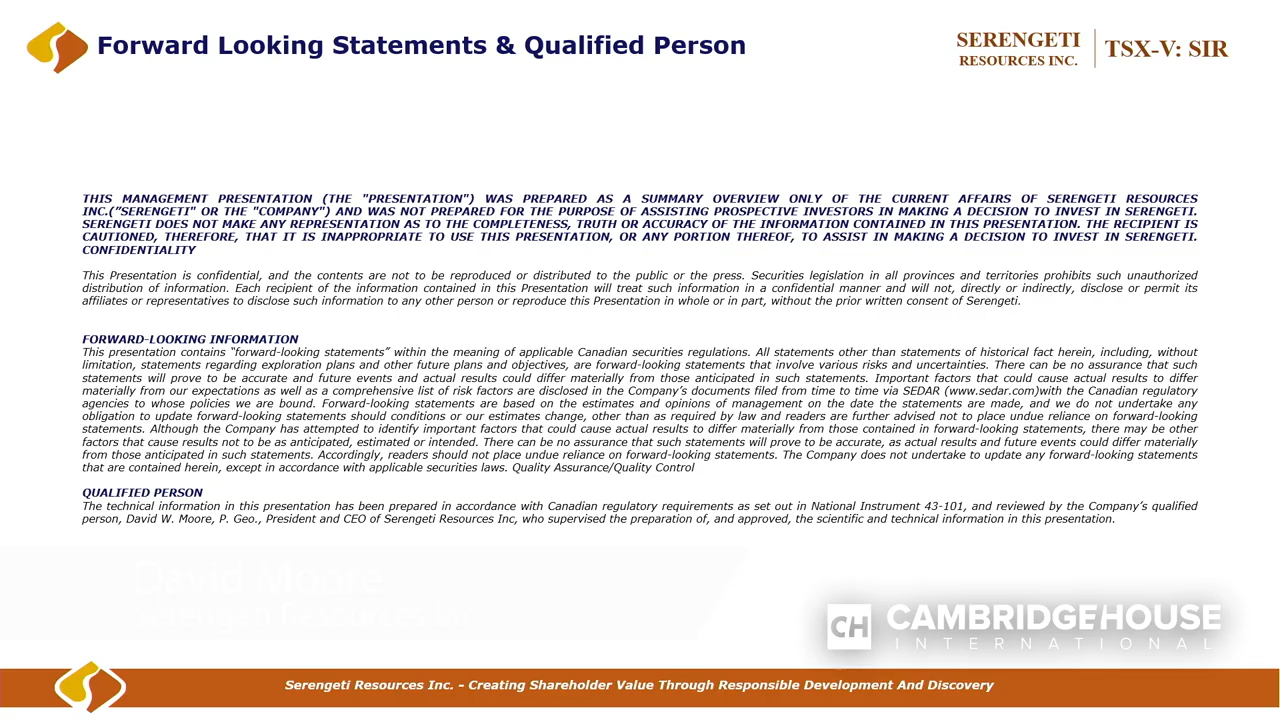 Forward Looking Statements & Qualified Person
SERENGETI
RESOURCES INC.
TSX-V: SIR
THIS MANAGEMENT PRESENTATION (THE "PRESENTATION") WAS PREPARED AS A SUMMARY OVERVIEW ONLY OF THE CURRENT AFFAIRS OF SERENGETI RESOURCES
INC.("SERENGETI" OR THE "COMPANY") AND WAS NOT PREPARED FOR THE PURPOSE OF ASSISTING PROSPECTIVE INVESTORS IN MAKING A DECISION TO INVEST IN SERENGETI.
SERENGETI DOES NOT MAKE ANY REPRESENTATION AS TO THE COMPLETENESS, TRUTH OR ACCURACY OF THE INFORMATION CONTAINED IN THIS PRESENTATION. THE RECIPIENT IS
CAUTIONED, THEREFORE, THAT IT IS INAPPROPRIATE TO USE THIS PRESENTATION, OR ANY PORTION THEREOF, TO ASSIST IN MAKING A DECISION TO INVEST IN SERENGETI.
CONFIDENTIALITY
This Presentation is confidential, and the contents are not to be reproduced or distributed to the public or the press. Securities legislation in all provinces and territories prohibits such unauthorized
distribution of information. Each recipient of the information contained in this Presentation will treat such information in a confidential manner and will not, directly or indirectly, disclose or permit its
affiliates or representatives to disclose such information to any other person or reproduce this Presentation in whole or in part, without the prior written consent of Serengeti.
FORWARD-LOOKING INFORMATION
This presentation contains “forward-looking statements” within the meaning of applicable Canadian securities regulations. All statements other than statements of historical fact herein, including, without
limitation, statements regarding exploration plans and other future plans and objectives, are forward-looking statements that involve various risks and uncertainties. There can be no assurance that such
statements will prove to be accurate and future events and actual results could differ materially from those anticipated in such statements. Important factors that could cause actual results to differ
materially from our expectations as well as a comprehensive list of risk factors are disclosed in the Company’s documents filed from time to time via SEDAR (www.sedar.com)with the Canadian regulatory
agencies to whose policies we are bound. Forward-looking statements are based on the estimates and opinions of management on the date the statements are made, and we do not undertake any
obligation to update forward-looking statements should conditions or our estimates change, other than as required by law and readers are further advised not to place undue reliance on forward-looking
statements. Although the Company has attempted to identify important factors that could cause actual results to differ materially from those contained in forward-looking statements, there may be other
factors that cause results not to be as anticipated, estimated or intended. There can be no assurance that such statements will prove to be accurate, as actual results and future events could differ materially
from those anticipated in such statements. Accordingly, readers should not place undue reliance on forward-looking statements. The Company does not undertake to update any forward-looking statements
that are contained herein, except in accordance with applicable securities laws. Quality Assurance/Quality Control
QUALIFIED PERSON
The technical information in this presentation has been prepared in accordance with Canadian regulatory requirements as set out in National Instrument 43-101, and reviewed by the Company’s qualified
person, David W. Moore, P. Geo., President and CEO of Serengeti Resources Inc, who supervised the preparation of, and approved, the scientific and technical information in this presentation.
David Moore
Serengeti Resources Inc
CH CAMBRIDGE HOUSE
INTERNATIONAL
Serengeti Resources Inc. - Creating Shareholder Value Through Responsible Development And Discovery